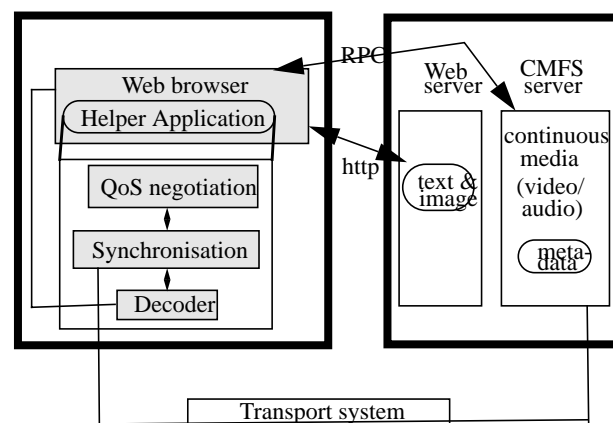 Web browser
Helper Application
QoS negotiation
Synchronisation
Decoder
RPC
http
Web
server
text &
image
CMFS
server
continuous
media
(video/
audio)
meta-
data
Transport system